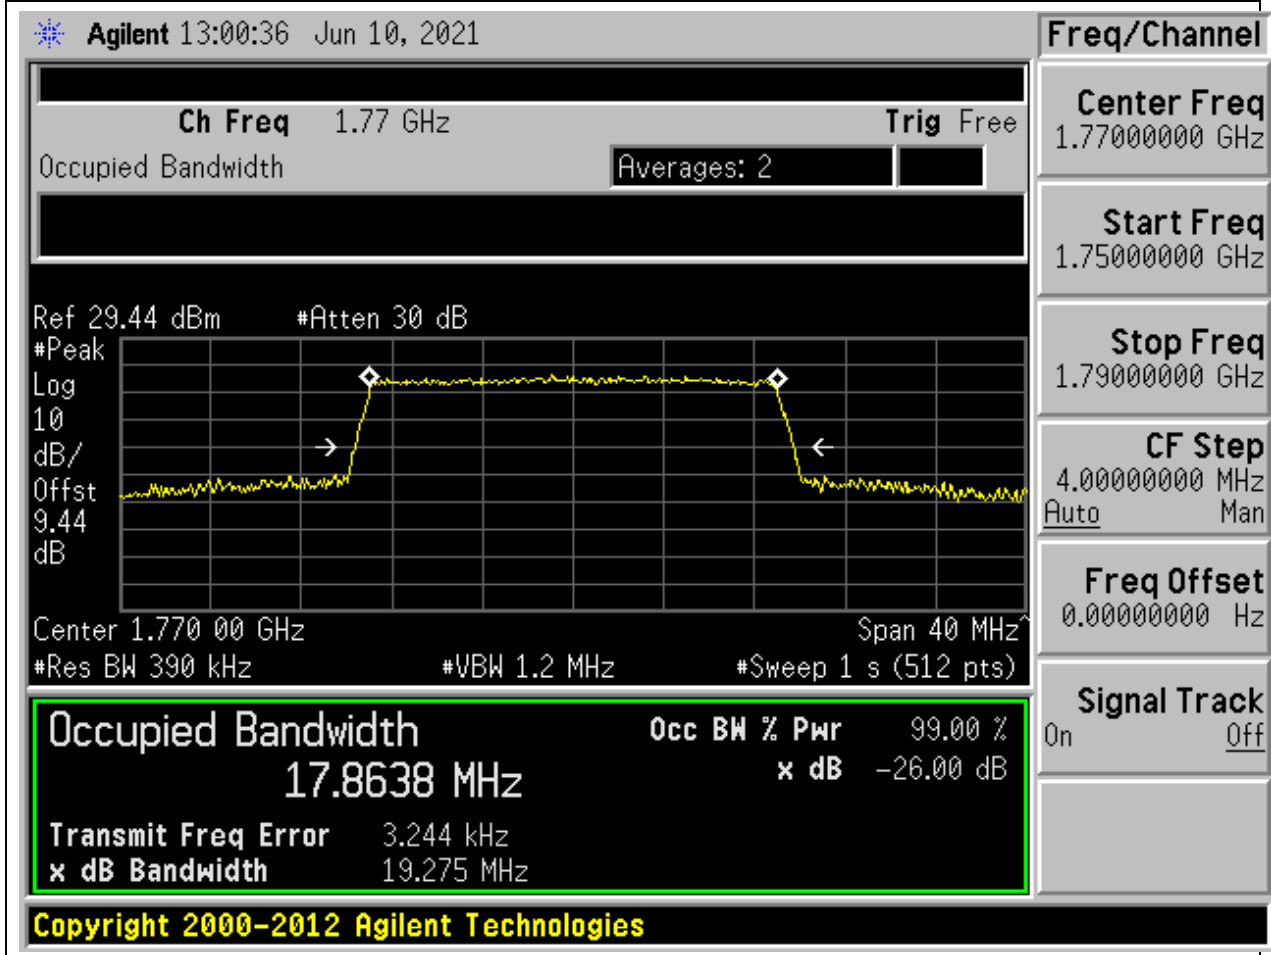 Agilent 13:00:36 Jun 10, 2021
Freq/Channel
Ch Freq 1.77 GHz Trig Free
Occupied Bandwidth Averages: 2
Center Freq
1.77000000 GHz
Start Freq
1.75000000 GHz
Stop Freq
1.79000000 GHz
CF Step
4.00000000 MHz
Auto Man
Freq Offset
0.00000000 Hz
Signal Track
On Off
Ref 29.44 dBm #Atten 30 dB
#Peak
Log
10
dB/
Offst
9.44
dB
Center 1.770 00 GHz Span 40 MHz^
#Res BW 390 kHz #VBW 1.2 MHz #Sweep 1 s (512 pts)
Occupied Bandwidth Occ BW % Pwr 99.00 %
17.8638 MHz x dB -26.00 dB
Transmit Freq Error 3.244 kHz
x dB Bandwidth 19.275 MHz
Copyright 2000-2012 Agilent Technologies